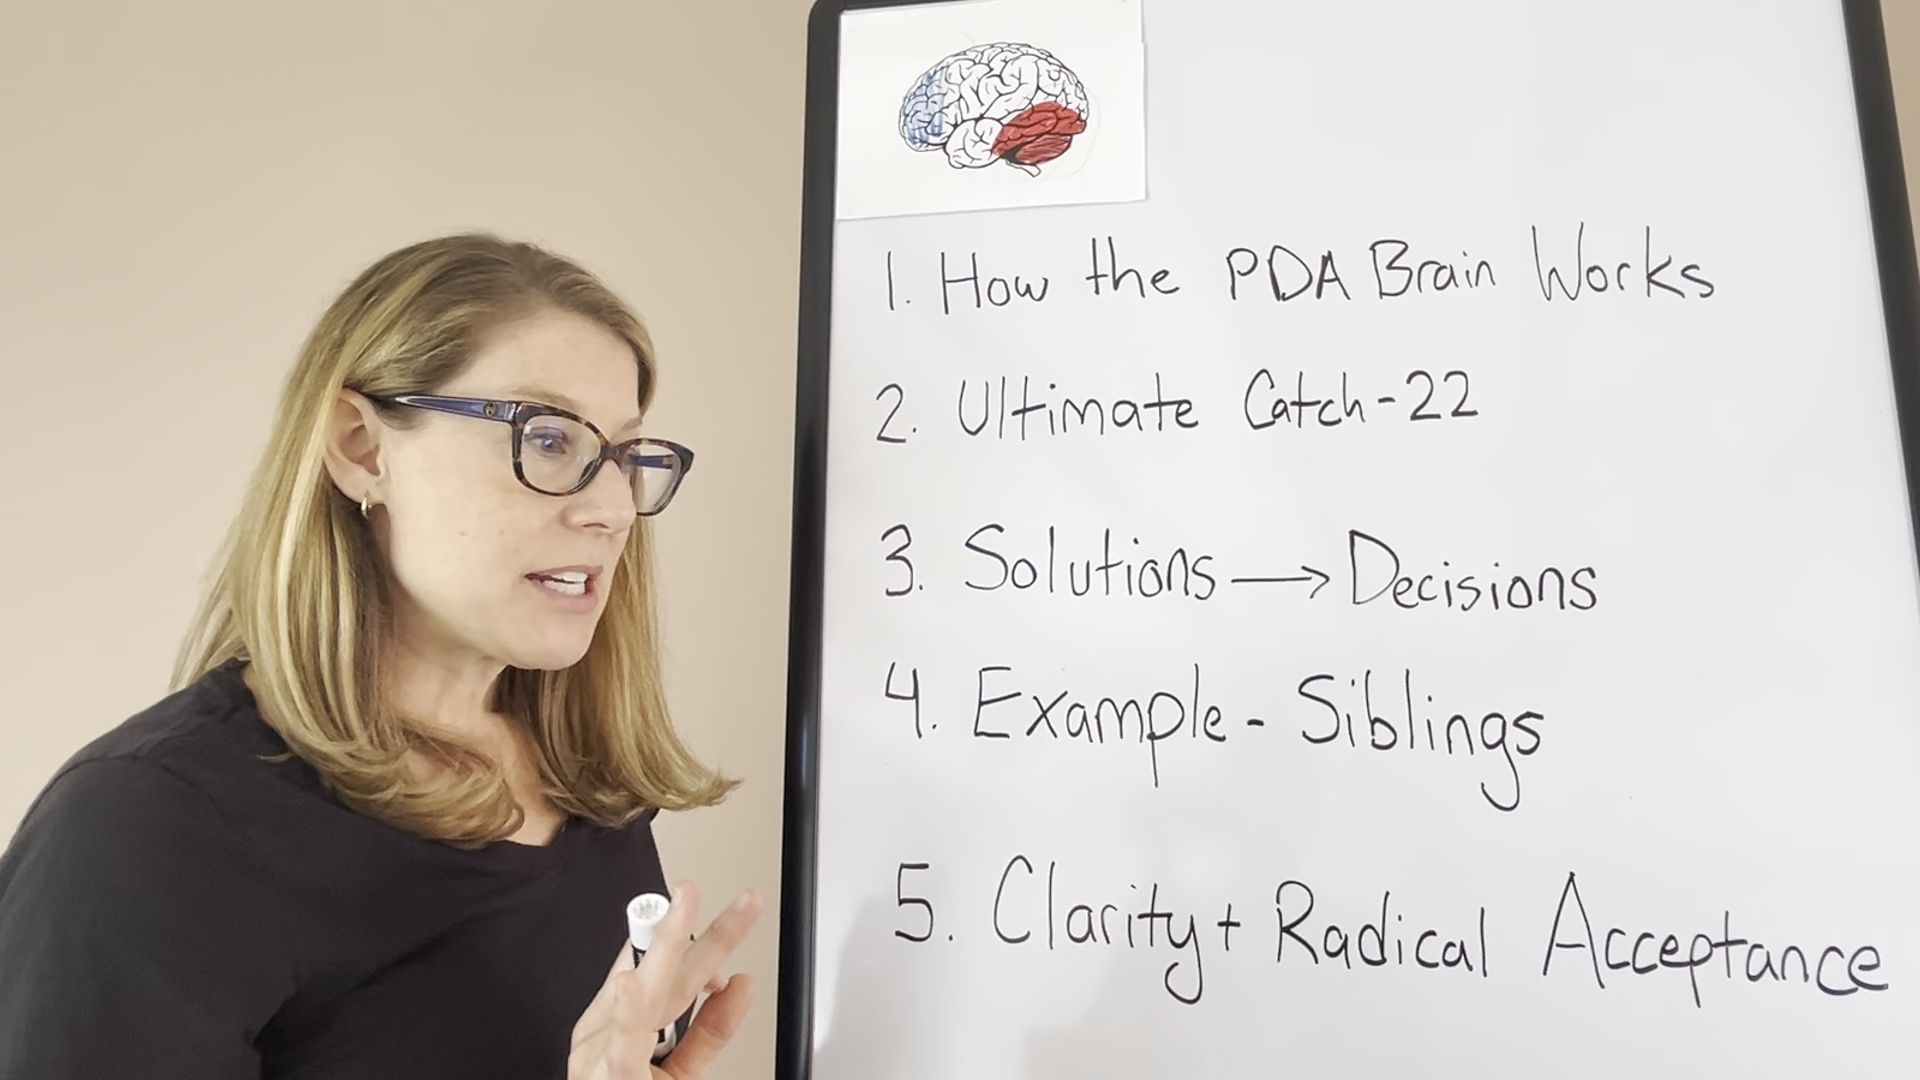 1. How the PDA Brain Works
2. Ultimate Catch-22
3. Solutions → Decisions
4. Example - Siblings
5. Clarity + Radical Acceptance